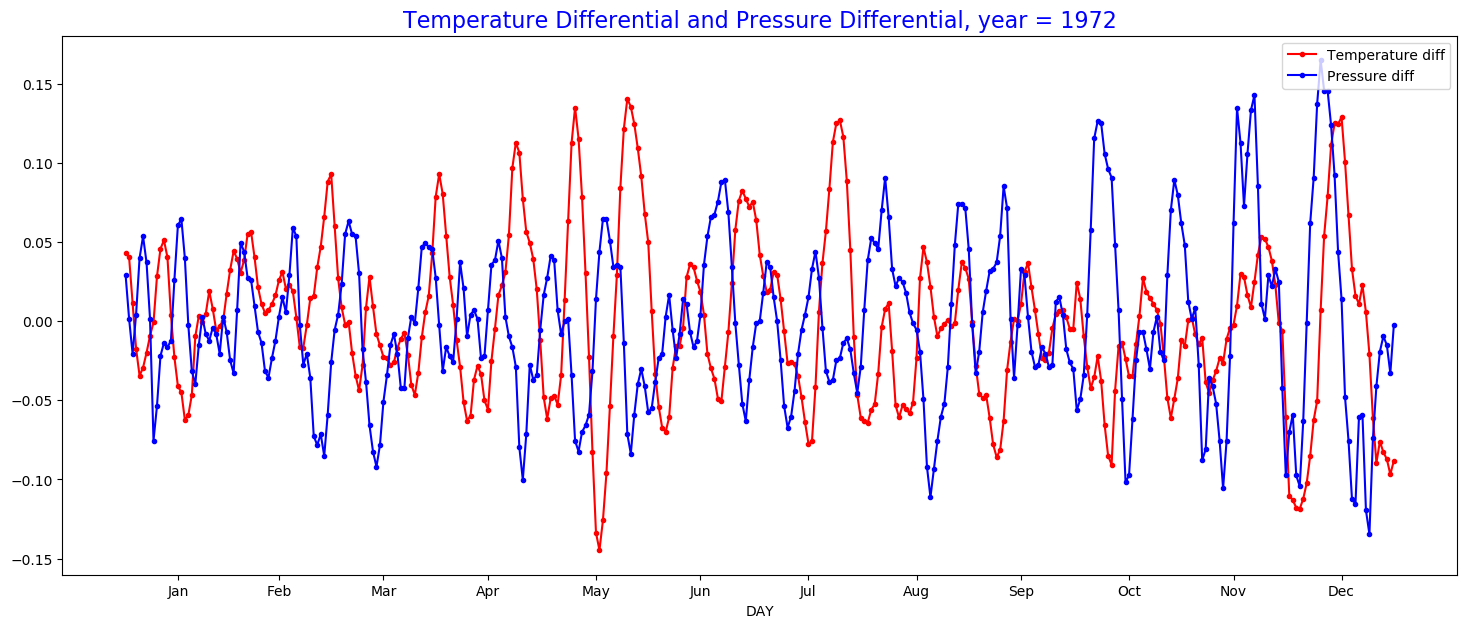 Temperature Differential and Pressure Differential, year = 1972
Temperature diff
Pressure diff
0.15
0.10
0.05
0.00
−0.05
−0.10
−0.15
Jan Feb Mar Apr May Jun Jul Aug Sep Oct Nov Dec
DAY